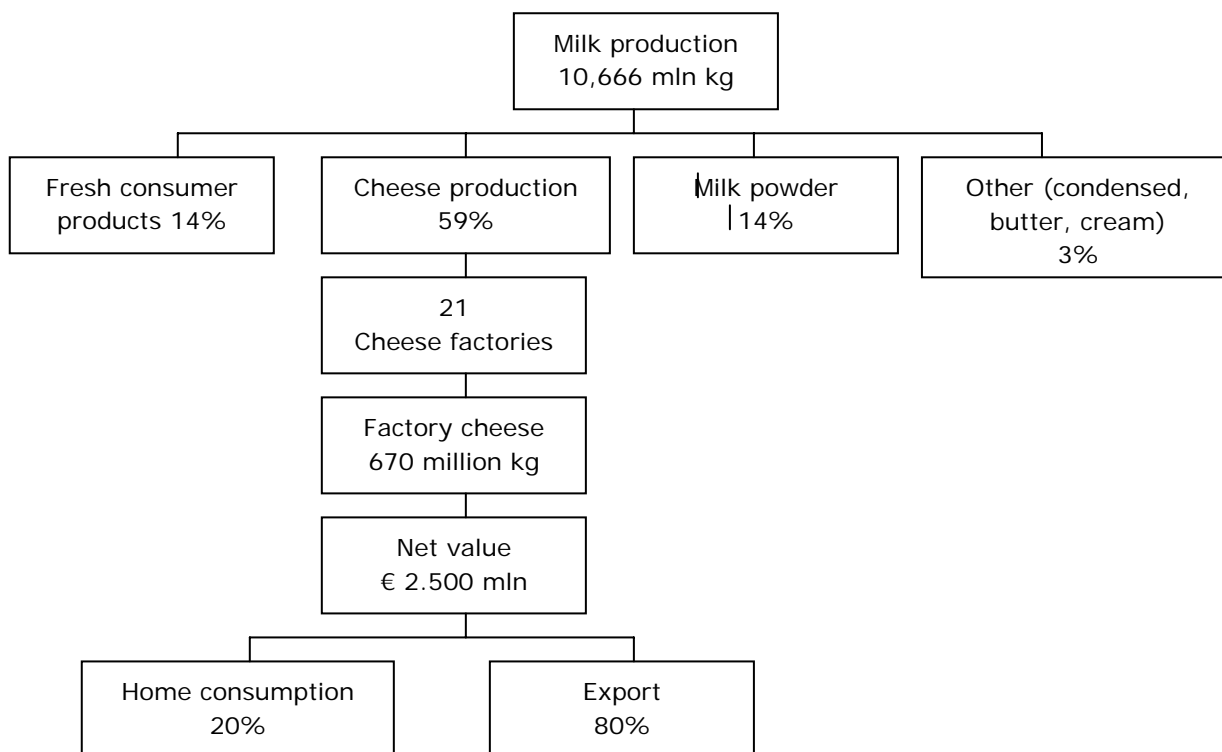 Milk production
10,666 mln kg
Fresh consumer
products 14%
Cheese production
59%
Milk powder
14%
Other (condensed,
butter, cream)
3%
21
Cheese factories
Factory cheese
670 million kg
Net value
€ 2.500 mln
Home consumption
20%
Export
80%